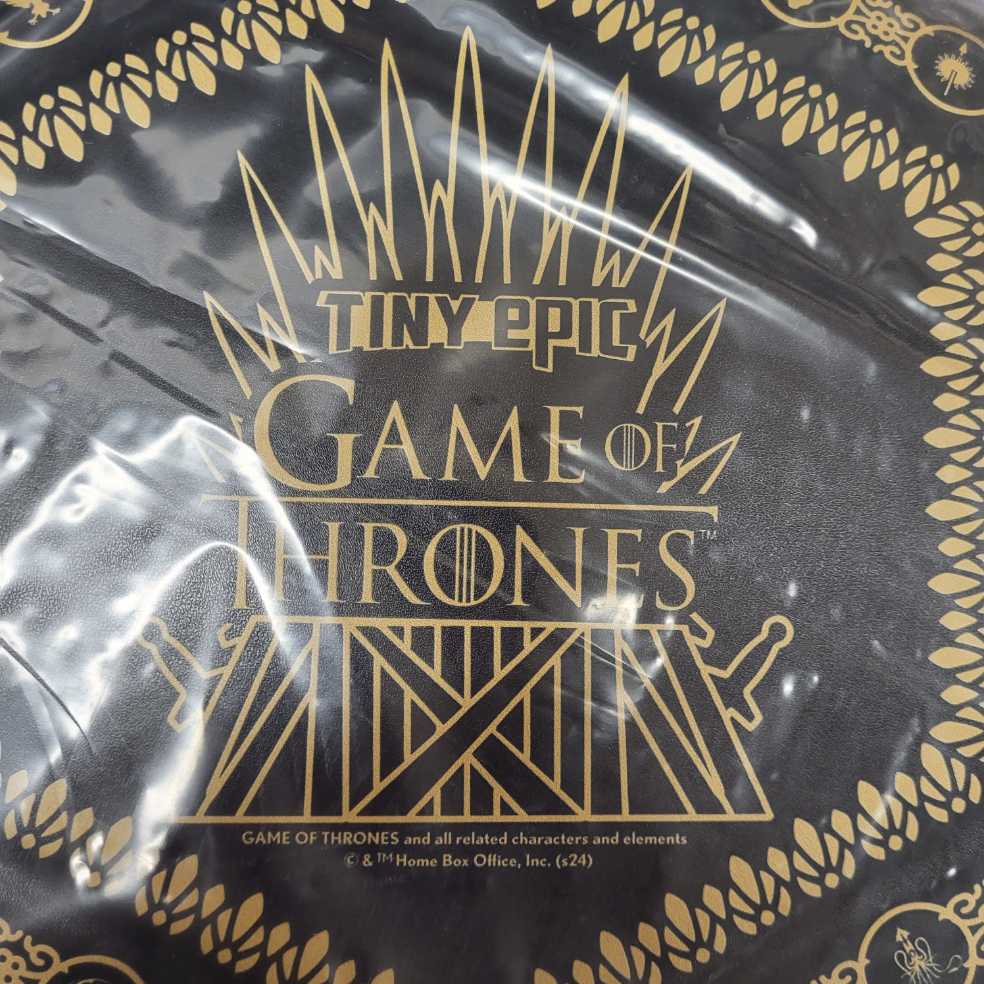 TINY EPIC
GAME OF
THRONES™
GAME OF THRONES and all related characters and elements
© & ™ Home Box Office, Inc. (s24)